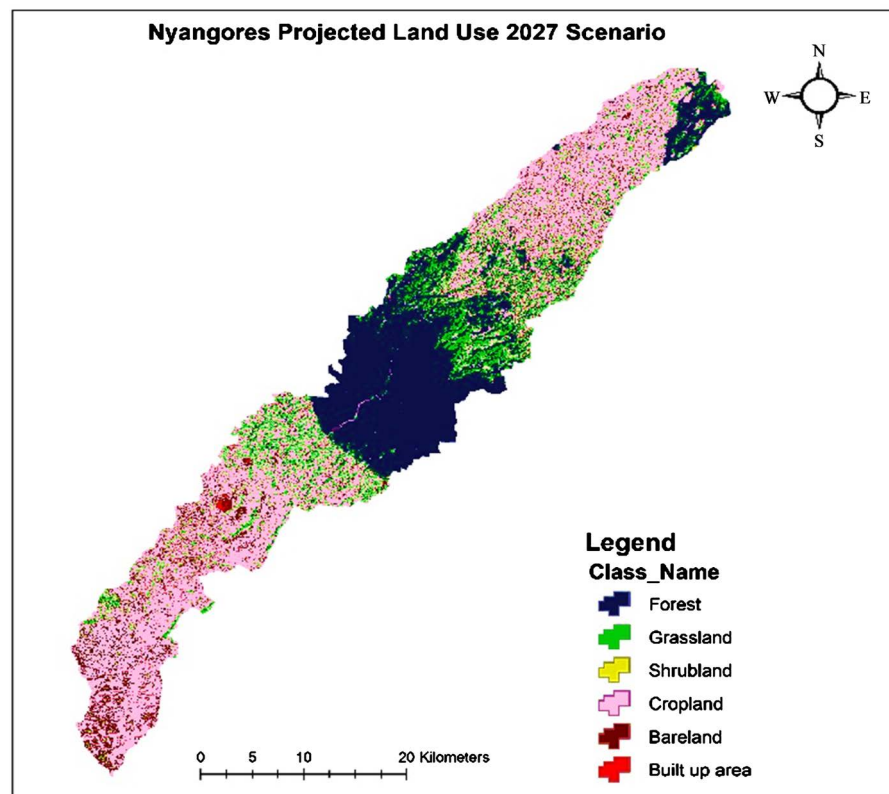 Nyangores Projected Land Use 2027 Scenario
N
W E
S
Legend
Class_Name
Forest
Grassland
Shrubland
Cropland
Bareland
Built up area
0 5 10 20 Kilometers